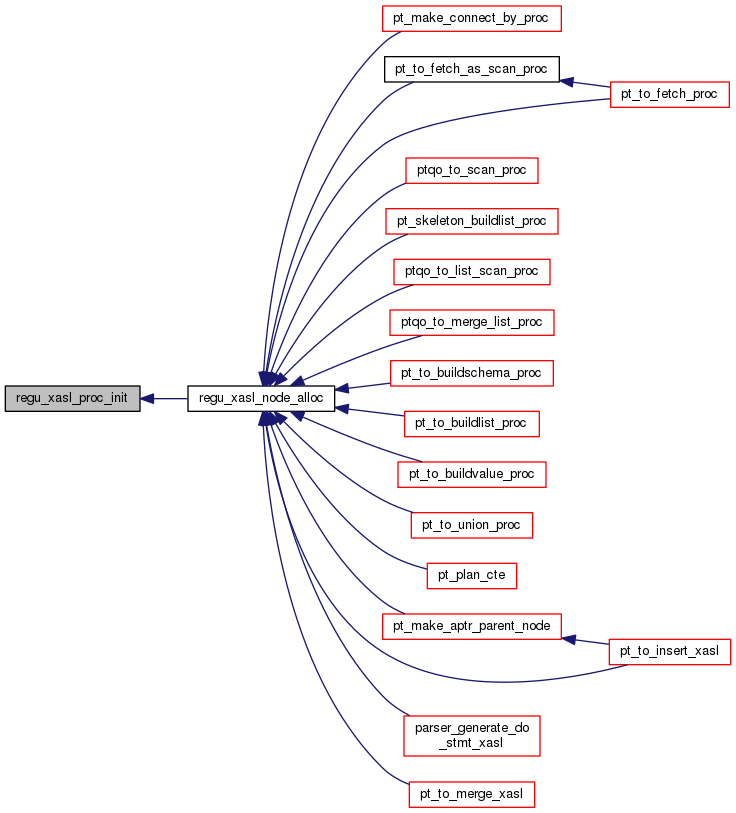 pt_make_connect_by_proc
pt_to_fetch_as_scan_proc
pt_to_fetch_proc
ptqo_to_scan_proc
pt_skeleton_buildlist_proc
ptqo_to_list_scan_proc
ptqo_to_merge_list_proc
pt_to_buildschema_proc
regu_xasl_proc_init
regu_xasl_node_alloc
pt_to_buildlist_proc
pt_to_buildvalue_proc
pt_to_union_proc
pt_plan_cte
pt_make_aptr_parent_node
pt_to_insert_xasl
parser_generate_do
_stmt_xasl
pt_to_merge_xasl